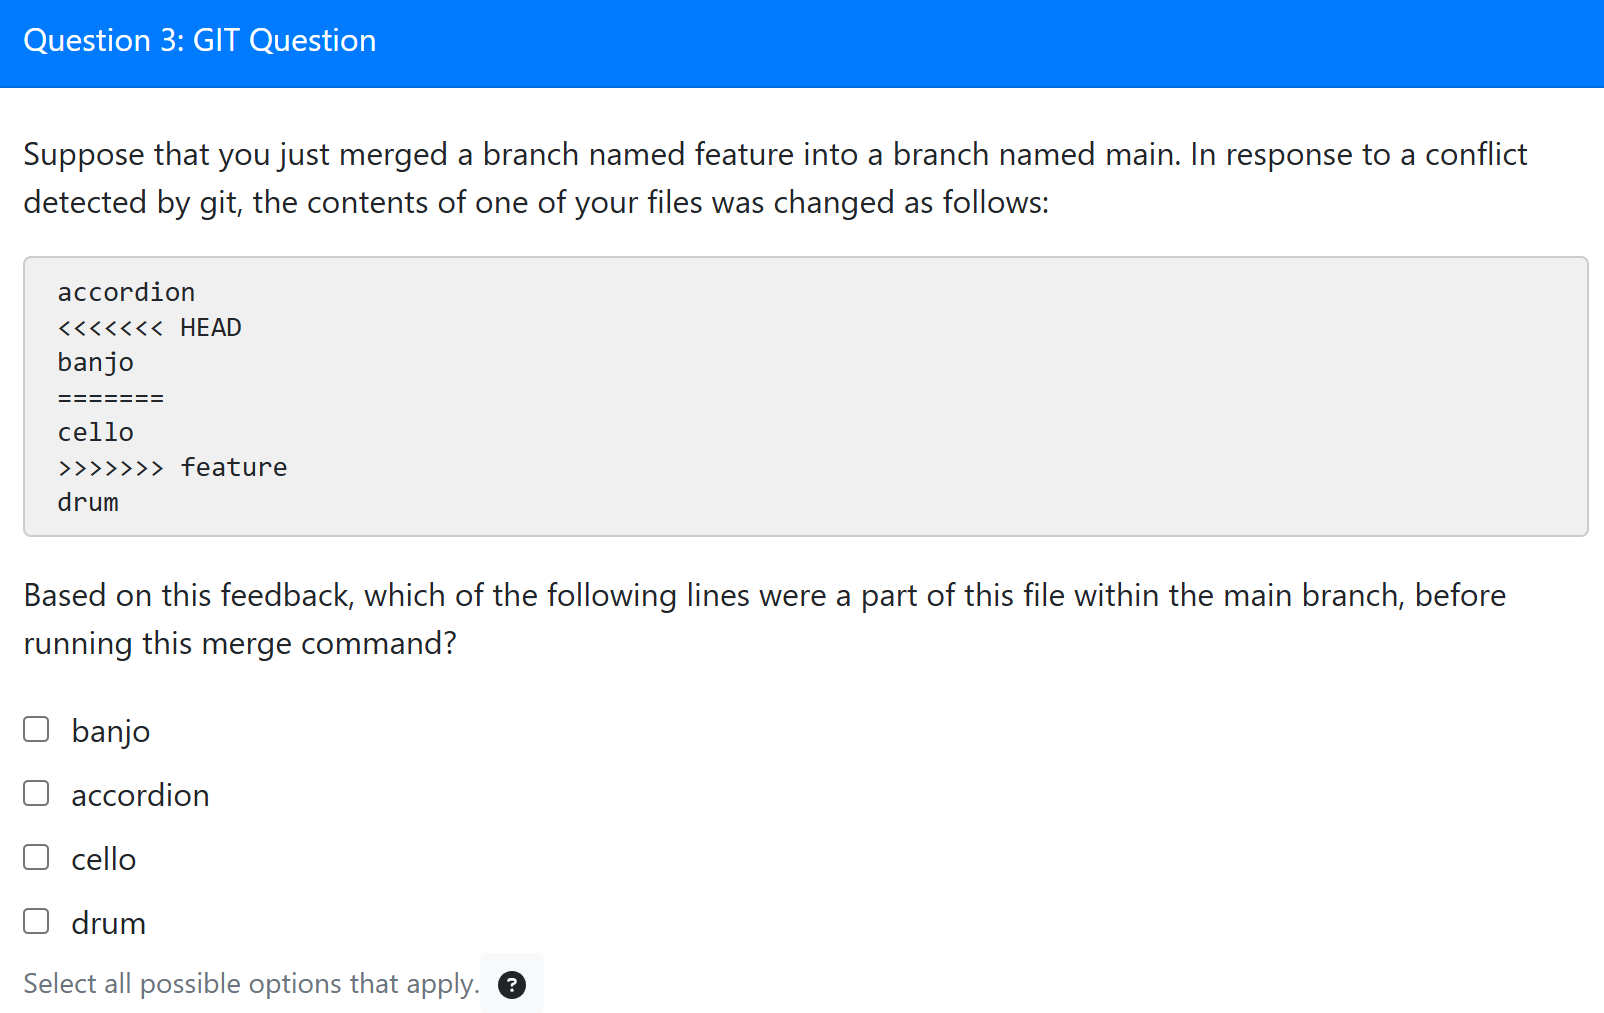 Question 3: GIT Question
Suppose that you just merged a branch named feature into a branch named main. In response to a conflict
detected by git, the contents of one of your files was changed as follows:
accordion
<<<<<<< HEAD
banjo
=======
cello
>>>>>>> feature
drum
Based on this feedback, which of the following lines were a part of this file within the main branch, before
running this merge command?
banjo
accordion
cello
drum
Select all possible options that apply. ?